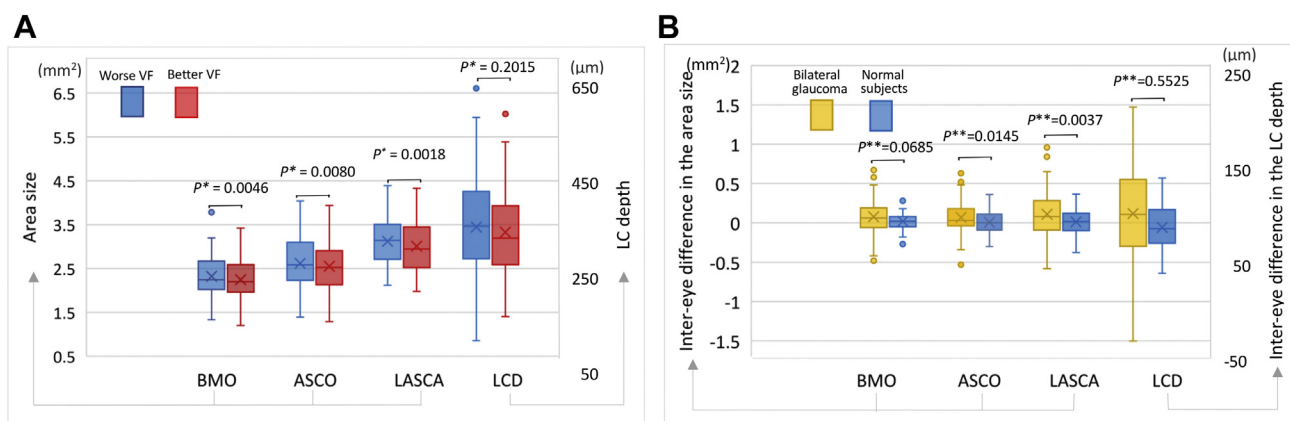 A
(mm²)
Worse VF
Better VF
P* = 0.2015
(μm)
6.5
650
5.5
P* = 0.0018
4.5
P* = 0.0080
P* = 0.0046
450
Area size
3.5
LC depth
2.5
250
1.5
0.5
50
BMO
ASCO
LASCA
LCD
B
(mm²)
2
Bilateral
glaucoma
Normal
subjects
(μm)
250
P**=0.5525
1.5
P**=0.0037
P**=0.0145
P**=0.0685
1
150
0.5
0
Inter-eye difference in the area size
Inter-eye difference in the LC depth
-0.5
50
-1
-1.5
-50
BMO
ASCO
LASCA
LCD